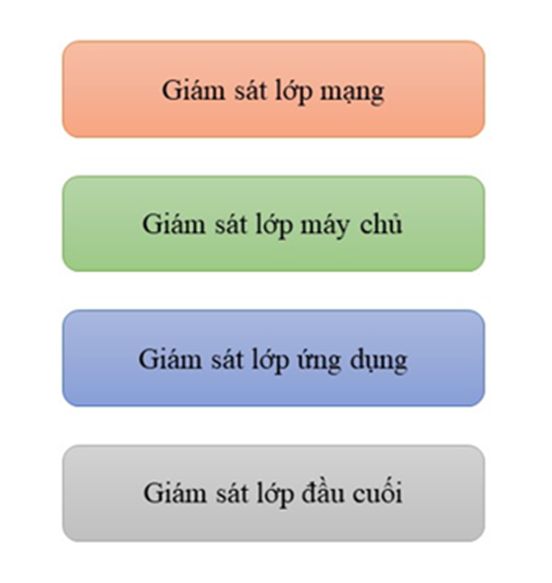 Giám sát lớp mạng
Giám sát lớp máy chủ
Giám sát lớp ứng dụng
Giám sát lớp đầu cuối